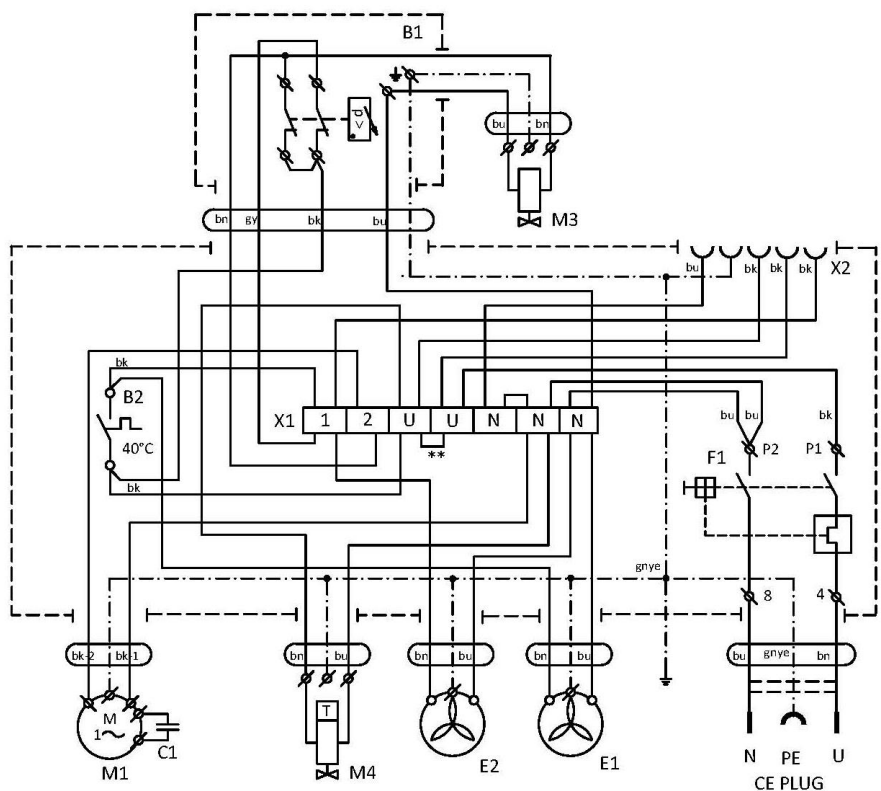 B1
< p
bu bn
M3
bn gy bk bu
bu bk bk bk
X2
bk
B2
40°C
bk
X1 1 2 U U N N N
**
bu bu bk
P2 P1
F1
gnye
8 4
bk-2 bk-1 bn bu bn bu bn bu bu gnye bn
M
1
C1
M1
T
M4
E2
E1
N PE U
CE PLUG